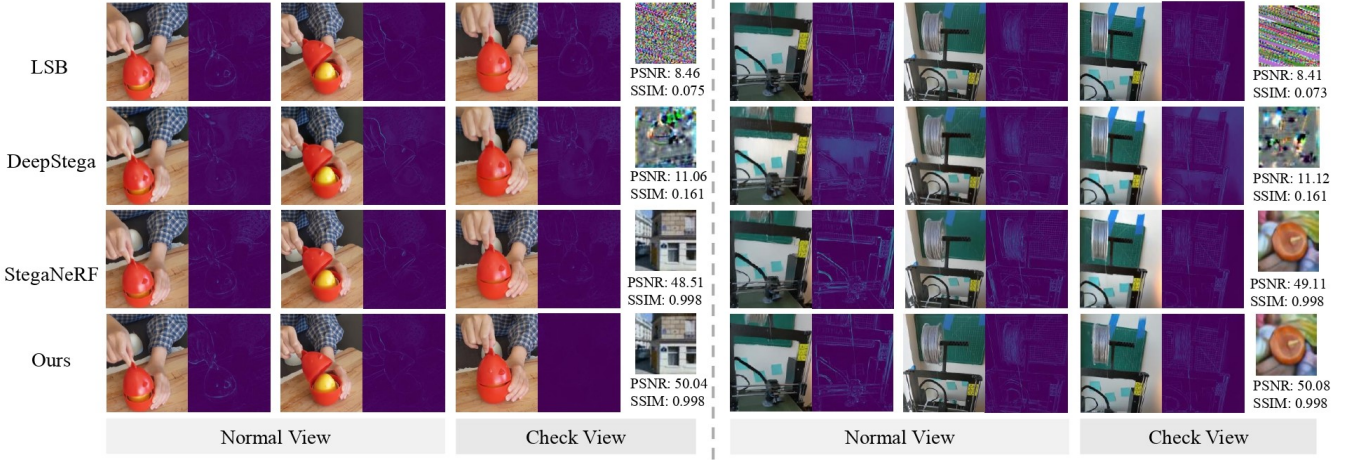 LSB
PSNR: 8.46
SSIM: 0.075
PSNR: 8.41
SSIM: 0.073
DeepStega
PSNR: 11.06
SSIM: 0.161
PSNR: 11.12
SSIM: 0.161
StegaNeRF
PSNR: 48.51
SSIM: 0.998
PSNR: 49.11
SSIM: 0.998
Ours
PSNR: 50.04
SSIM: 0.998
PSNR: 50.08
SSIM: 0.998
Normal View
Check View
Normal View
Check View